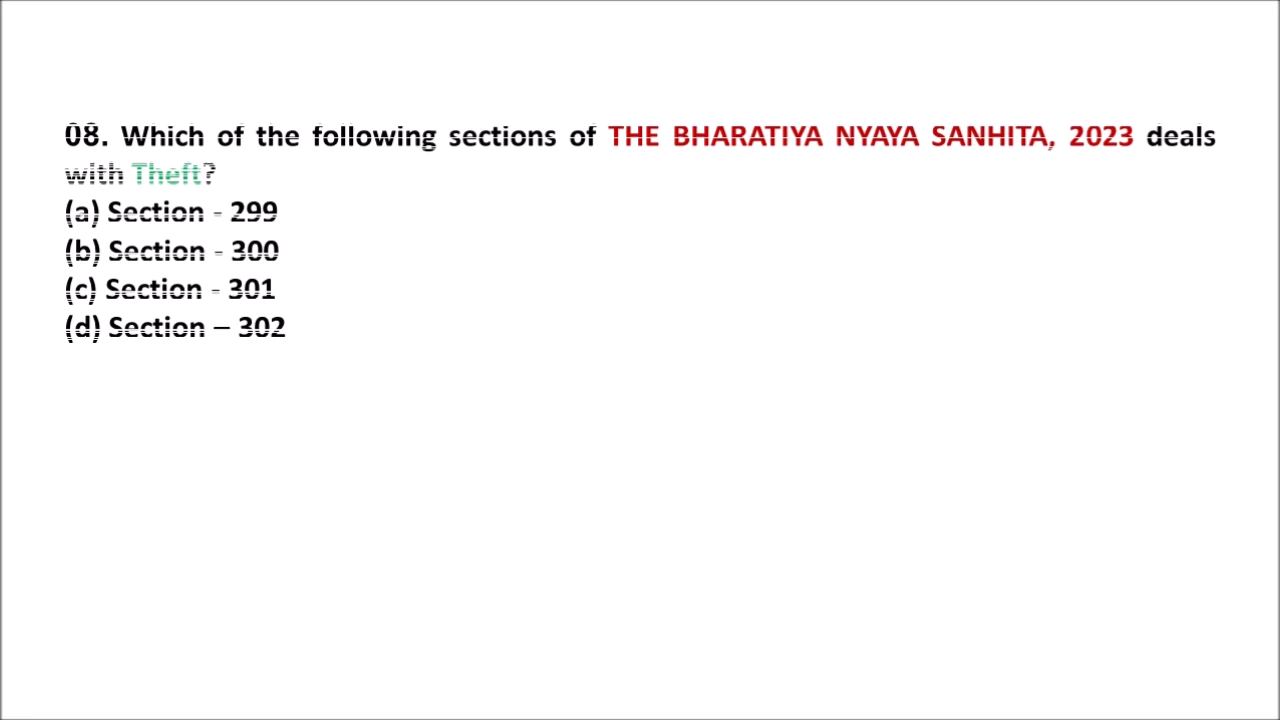 08. Which of the following sections of THE BHARATIYA NYAYA SANHITA, 2023 deals
with Theft?
(a) Section - 299
(b) Section - 300
(c) Section - 301
(d) Section – 302